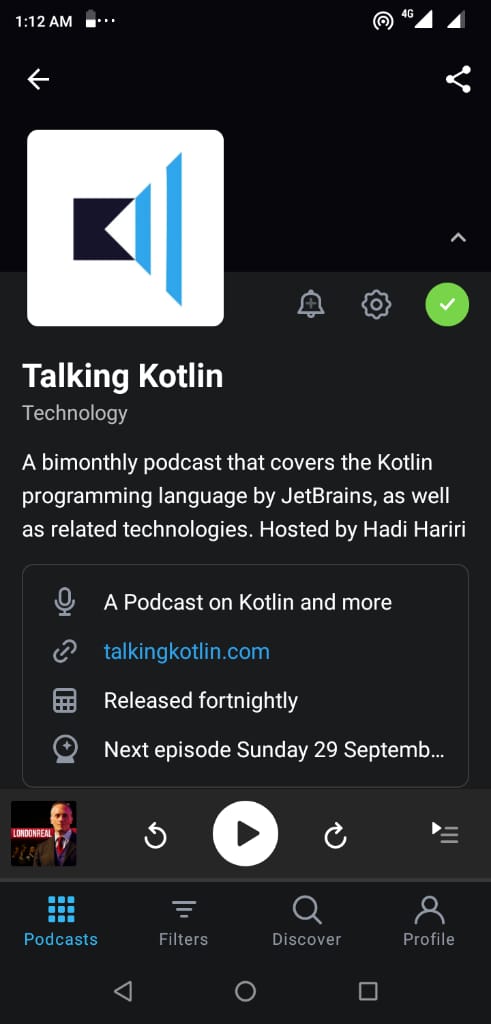 1:12 AM
4G
Talking Kotlin
Technology
A bimonthly podcast that covers the Kotlin
programming language by JetBrains, as well
as related technologies. Hosted by Hadi Hariri
A Podcast on Kotlin and more
talkingkotlin.com
Released fortnightly
Next episode Sunday 29 Septemb...
LONDONREAL
Podcasts
Filters
Discover
Profile